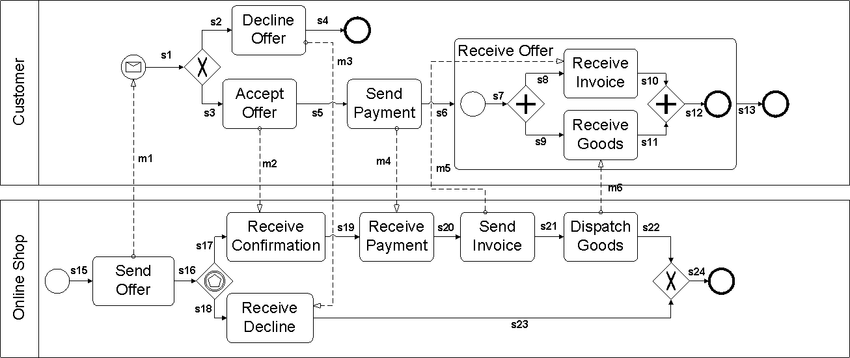 Customer
s1
s2
Decline
Offer
s4
m3
s3
Accept
Offer
s5
Send
Payment
s6
Receive Offer
s7
s8
Receive
Invoice
s10
s9
Receive
Goods
s11
s12
s13
m1
m2
m4
m5
m6
Online Shop
s15
Send
Offer
s16
s17
Receive
Confirmation
s19
Receive
Payment
s20
Send
Invoice
s21
Dispatch
Goods
s22
s18
Receive
Decline
s23
s24